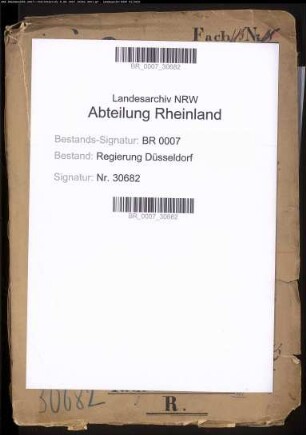 Fach
BR_0007_30682
Landesarchiv NRW
Abteilung Rheinland
Bestands-Signatur: BR 0007
Bestand: Regierung Düsseldorf
Signatur: Nr. 30682
BR_0007_30682
30682
R.